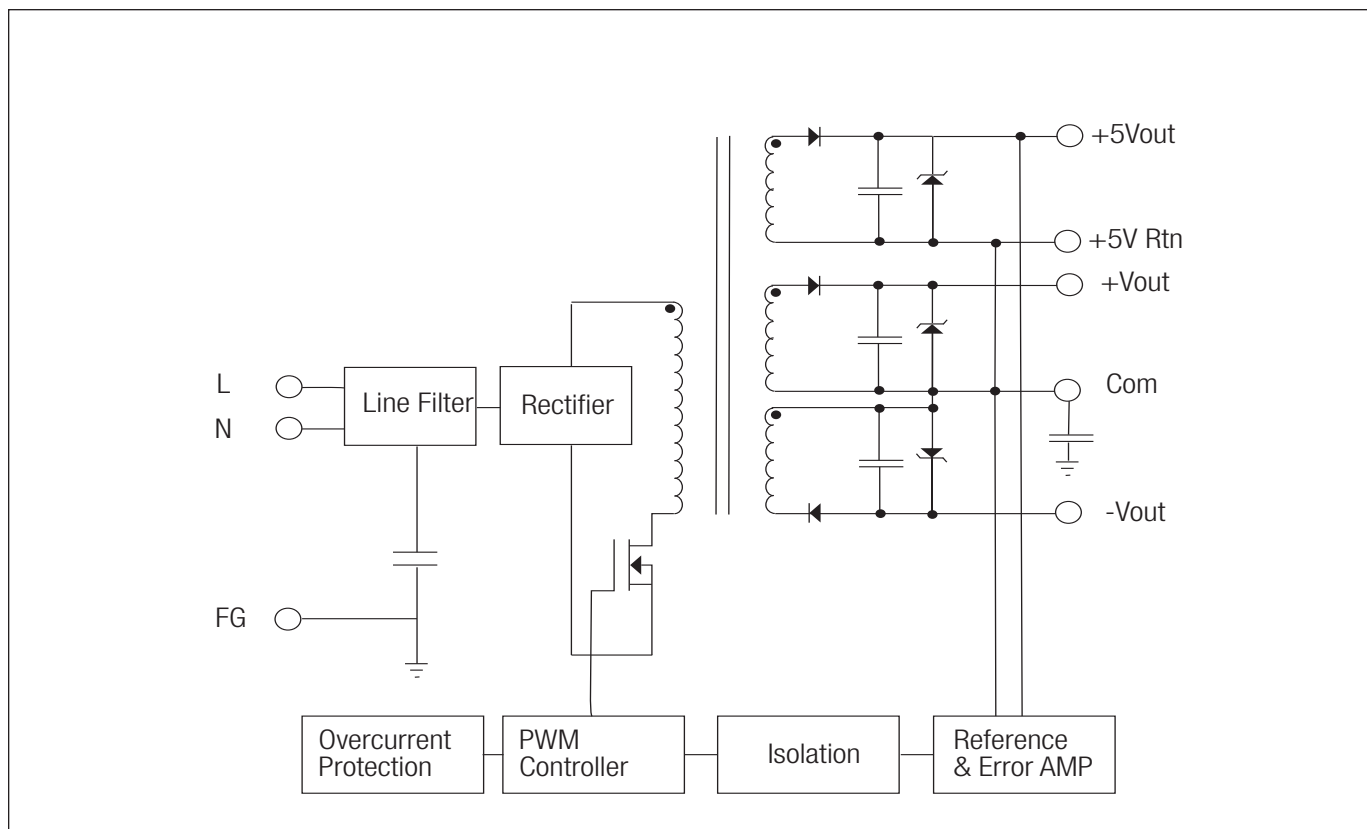 +5Vout
+5V Rtn
+Vout
L
Line Filter
Rectifier
Com
N
-Vout
FG
Overcurrent
Protection
PWM
Controller
Isolation
Reference
& Error AMP